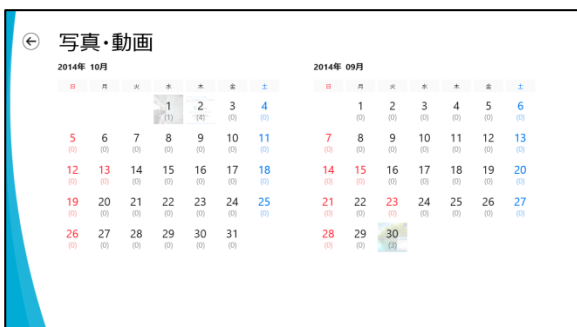 写真・動画
2014年 10月
日 月 火 水 木 金 土
1 2 3 4
(1) (4) (0) (0)
5 6 7 8 9 10 11
(0) (0) (0) (0) (0) (0) (0)
12 13 14 15 16 17 18
(0) (0) (0) (0) (0) (0) (0)
19 20 21 22 23 24 25
(0) (0) (0) (0) (0) (0) (0)
26 27 28 29 30 31
(0) (0) (0) (0) (0) (0)
2014年 09月
日 月 火 水 木 金 土
1 2 3 4 5 6
(0) (0) (0) (0) (0) (0)
7 8 9 10 11 12 13
(0) (0) (0) (0) (0) (0) (0)
14 15 16 17 18 19 20
(0) (0) (0) (0) (0) (0) (0)
21 22 23 24 25 26 27
(0) (0) (0) (0) (0) (0) (0)
28 29 30
(0) (0) (3)